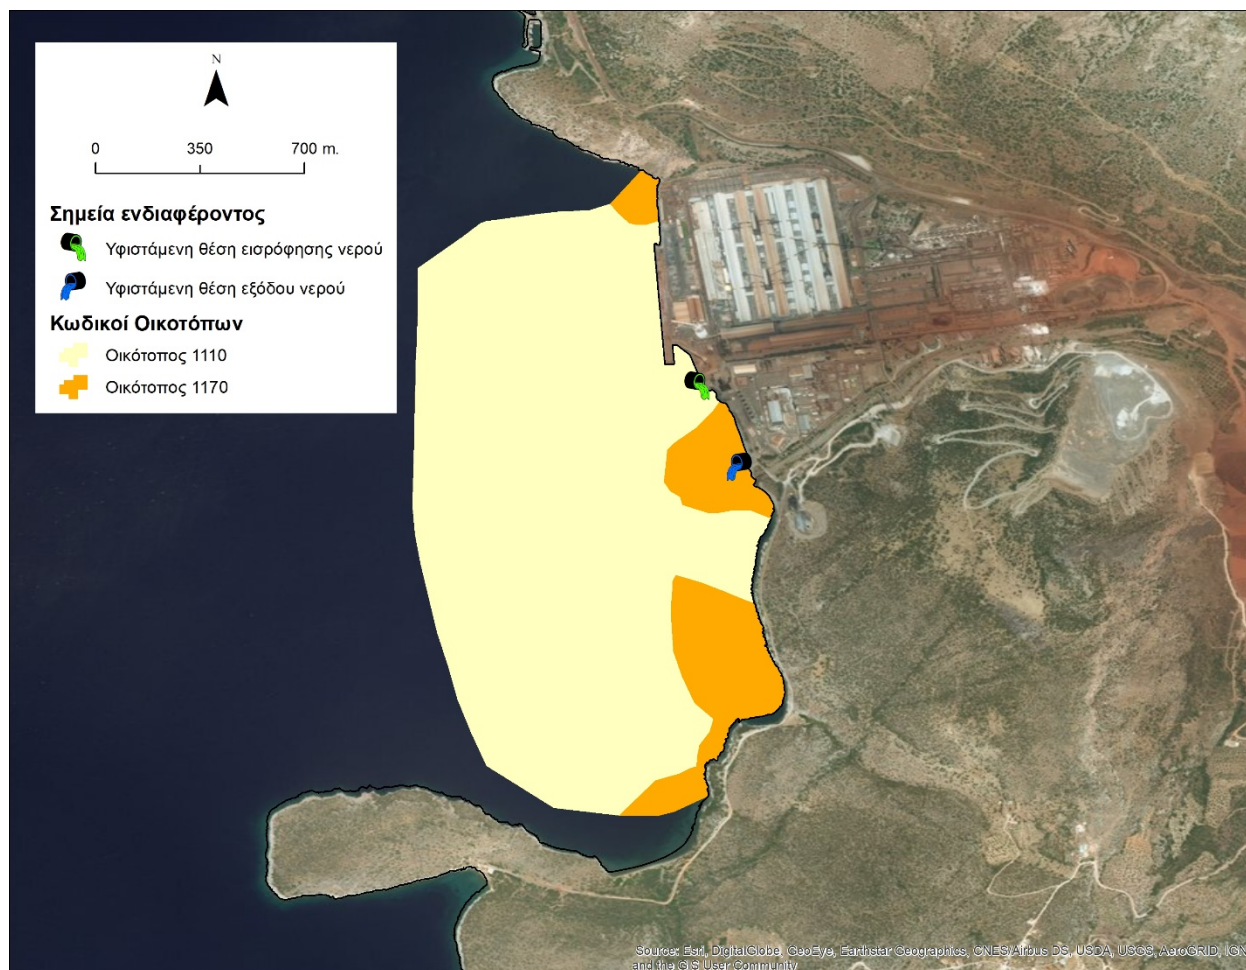 N
0 350 700 m.
Σημεία ενδιαφέροντος
Υφιστάμενη θέση εισρόφησης νερού
Υφιστάμενη θέση εξόδου νερού
Κωδικοί Οικοτόπων
Οικότοπος 1110
Οικότοπος 1170
Source: Esri, DigitalGlobe, GeoEye, Earthstar Geographics, CNES/Airbus DS, USDA, USGS, AeroGRID, IGN
and the GIS User Community